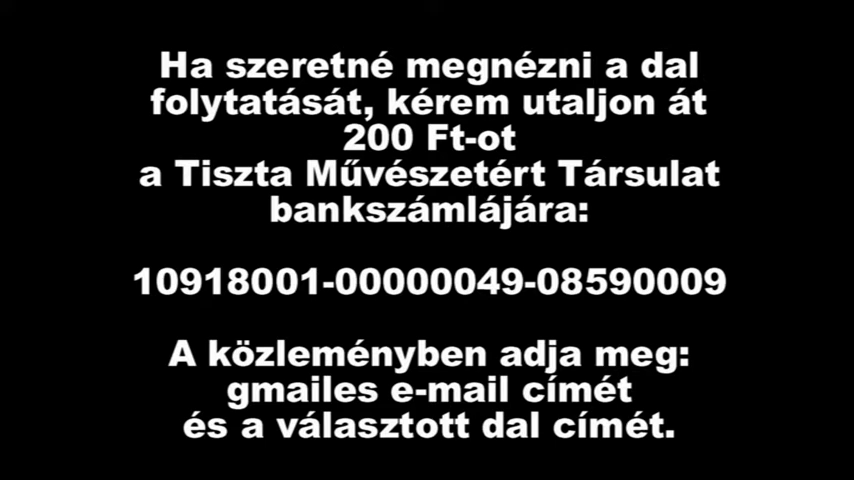 Ha szeretné megnézni a dal
folytatását, kérem utaljon át
200 Ft-ot
a Tiszta Művészetért Társulat
bankszámlájára:
10918001-00000049-08590009
A közleményben adja meg:
gmailes e-mail címét
és a választott dal címét.